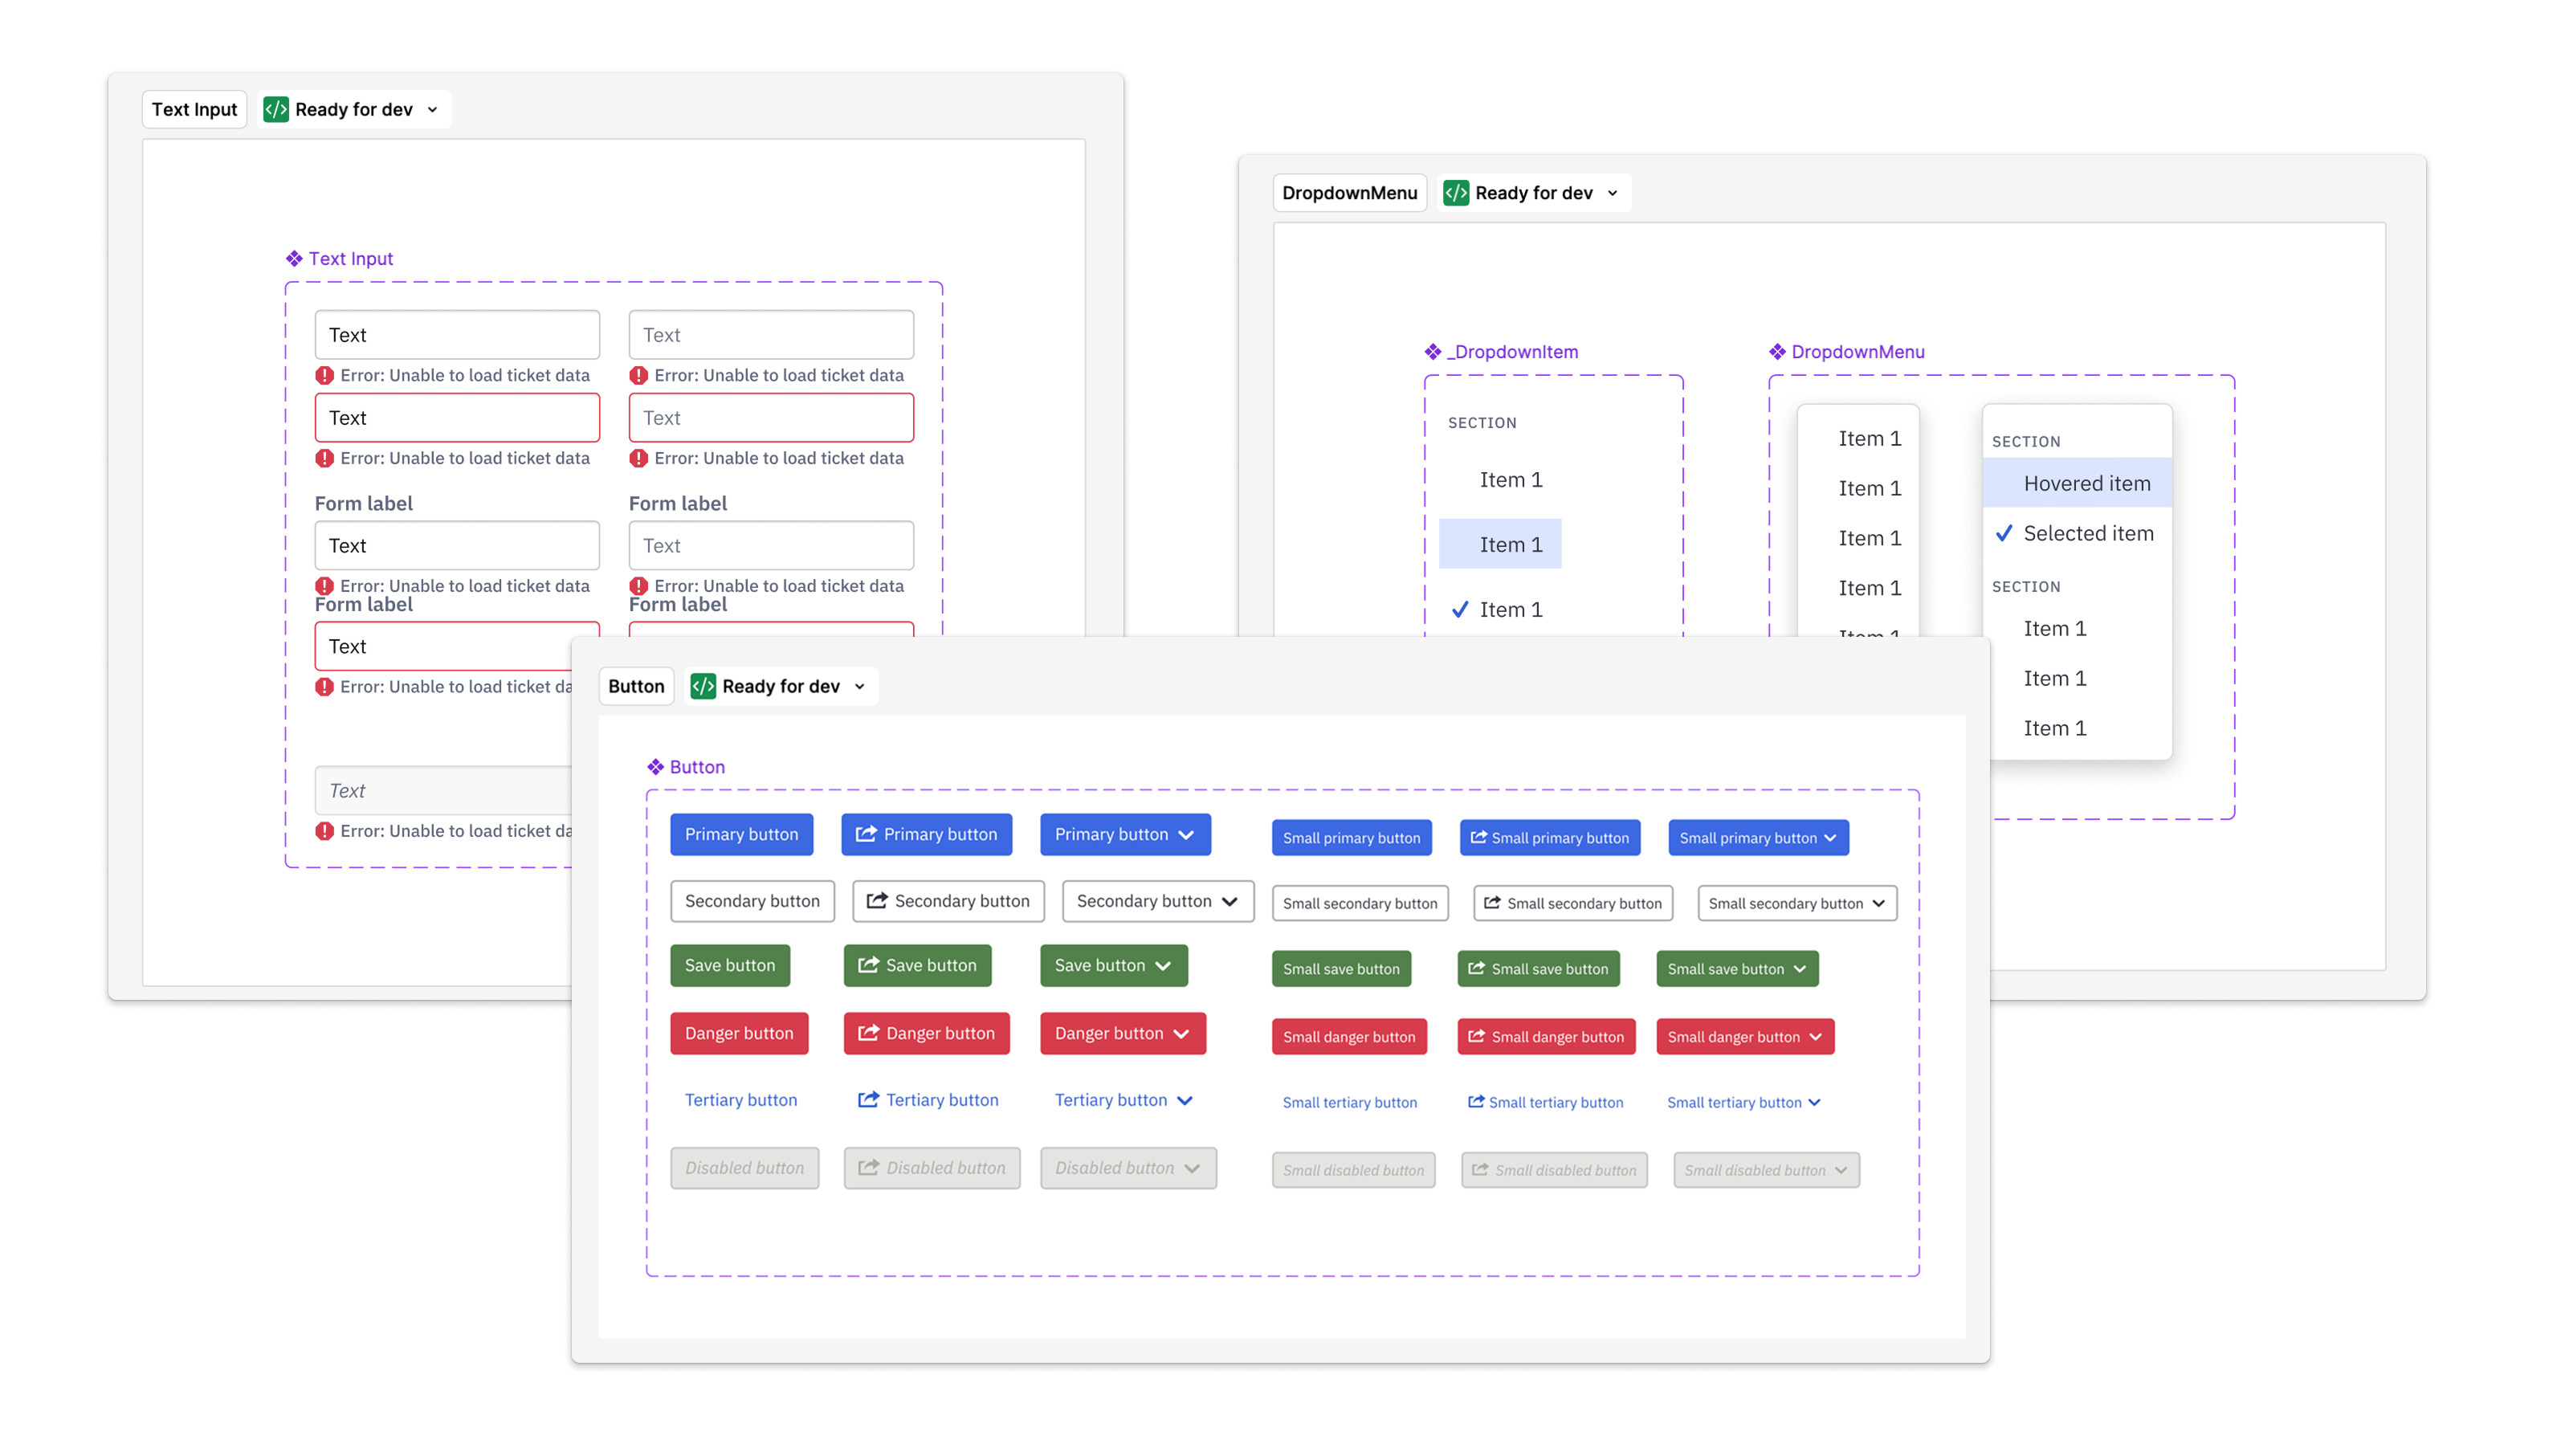 Text Input Ready for dev
Text Input
Text Text
Error: Unable to load ticket data Error: Unable to load ticket data
Text Text
Error: Unable to load ticket data Error: Unable to load ticket data
Form label Form label
Text Text
Error: Unable to load ticket data Error: Unable to load ticket data
Form label Form label
Text
Error: Unable to load ticket da
Text
Error: Unable to load ticket da
DropdownMenu Ready for dev
_DropdownItem
SECTION
Item 1
Item 1
Item 1
DropdownMenu
Item 1
Item 1
Item 1
Item 1
Item 1
SECTION
Hovered item
Selected item
SECTION
Item 1
Item 1
Item 1
Button Ready for dev
Button
Primary button Primary button Primary button Small primary button Small primary button Small primary button
Secondary button Secondary button Secondary button Small secondary button Small secondary button Small secondary button
Save button Save button Save button Small save button Small save button Small save button
Danger button Danger button Danger button Small danger button Small danger button Small danger button
Tertiary button Tertiary button Tertiary button Small tertiary button Small tertiary button Small tertiary button
Disabled button Disabled button Disabled button Small disabled button Small disabled button Small disabled button